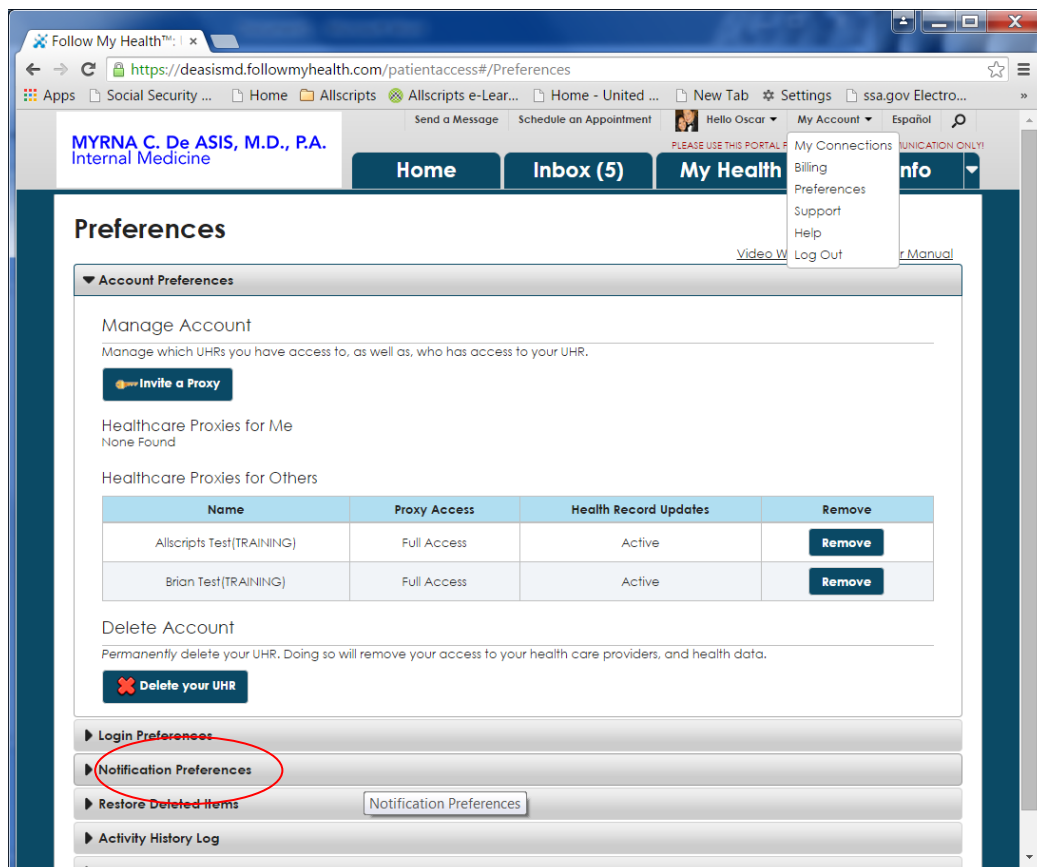 Follow My Health™:
https://deasismd.followmyhealth.com/patientaccess#/Preferences
Apps Social Security ... Home Allscripts Allscripts e-Lear... Home - United ... New Tab Settings ssa.gov Electro... »
Send a Message Schedule an Appointment Hello Oscar My Account Español
MYRNA C. De ASIS, M.D., P.A.
Internal Medicine
PLEASE USE THIS PORTAL ONLY!
Home Inbox (5) My Health nfo
My Connections
Billing
Preferences
Support
Help
Log Out
Preferences
Video W r Manual
Account Preferences
Manage Account
Manage which UHRs you have access to, as well as, who has access to your UHR.
Invite a Proxy
Healthcare Proxies for Me
None Found
Healthcare Proxies for Others
Name Proxy Access Health Record Updates Remove
Allscripts Test(TRAINING) Full Access Active Remove
Brian Test(TRAINING) Full Access Active Remove
Delete Account
Permanently delete your UHR. Doing so will remove your access to your health care providers, and health data.
Delete your UHR
Login Preferences
Notification Preferences
Restore Deleted Items
Notification Preferences
Activity History Log